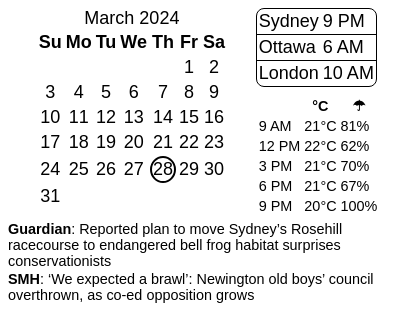 March 2024
Su Mo Tu We Th Fr Sa
1 2
3 4 5 6 7 8 9
10 11 12 13 14 15 16
17 18 19 20 21 22 23
24 25 26 27 28 29 30
31
Sydney 9 PM
Ottawa 6 AM
London 10 AM
°C ☂
9 AM 21°C 81%
12 PM 22°C 62%
3 PM 21°C 70%
6 PM 21°C 67%
9 PM 20°C 100%
Guardian: Reported plan to move Sydney’s Rosehill
racecourse to endangered bell frog habitat surprises
conservationists
SMH: ‘We expected a brawl’: Newington old boys’ council
overthrown, as co-ed opposition grows